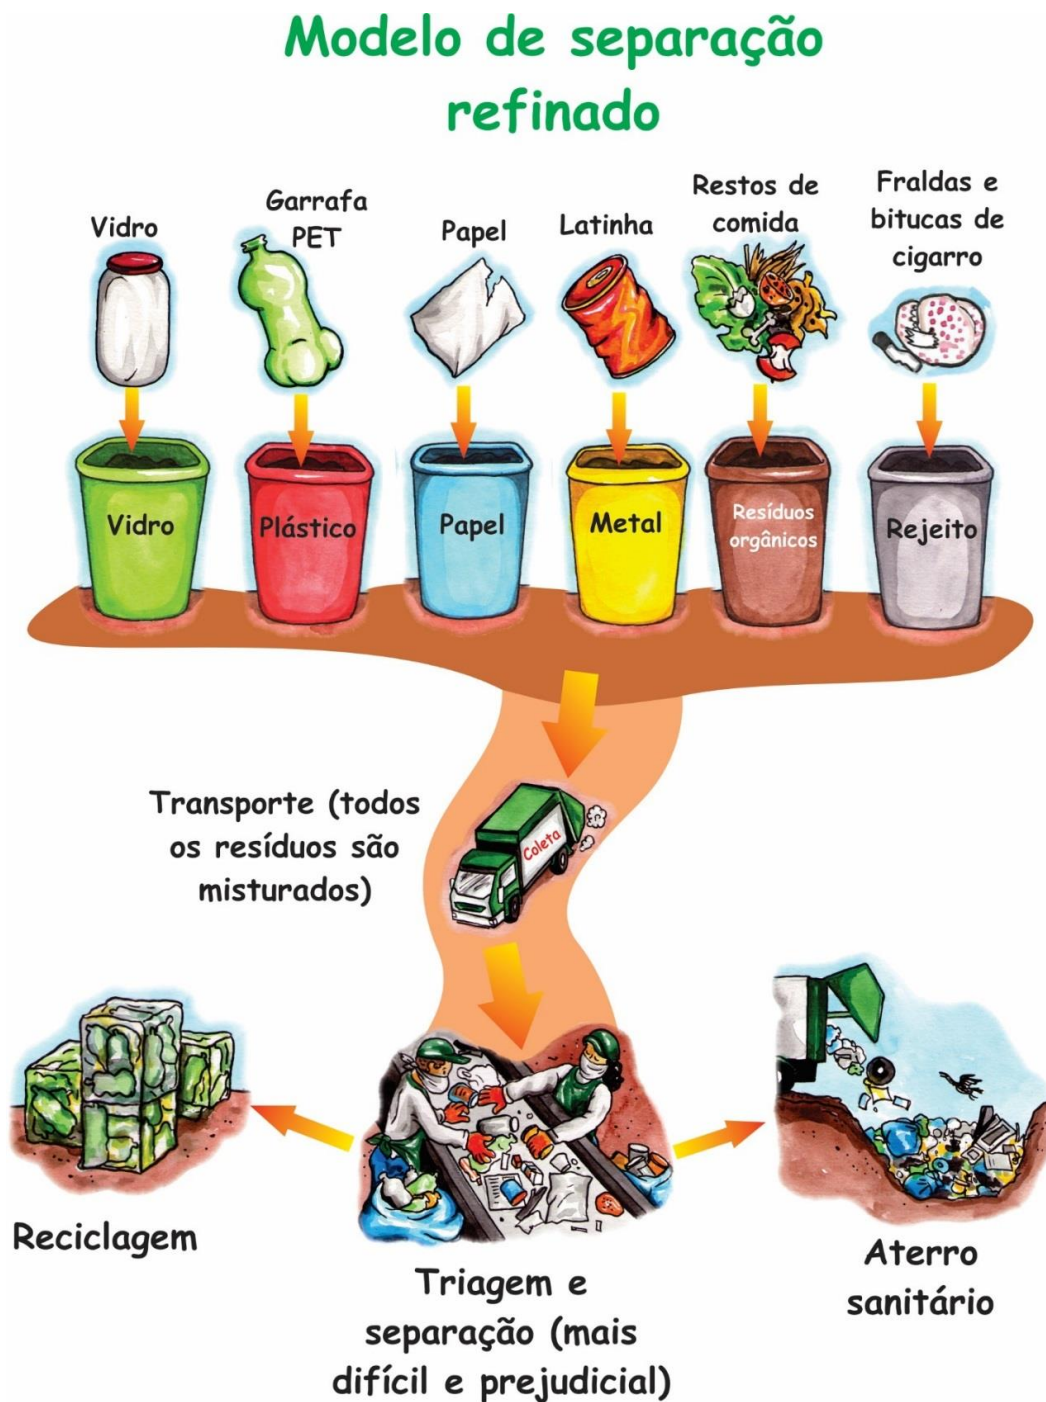 Modelo de separação
refinado
Vidro
Garrafa
PET
Papel
Latinha
Restos de
comida
Fraldas e
bitucas de
cigarro
Vidro
Plástico
Papel
Metal
Resíduos
orgânicos
Rejeito
Transporte (todos
os resíduos são
misturados)
Coleta
Reciclagem
Triagem e
separação (mais
difícil e prejudicial)
Aterro
sanitário